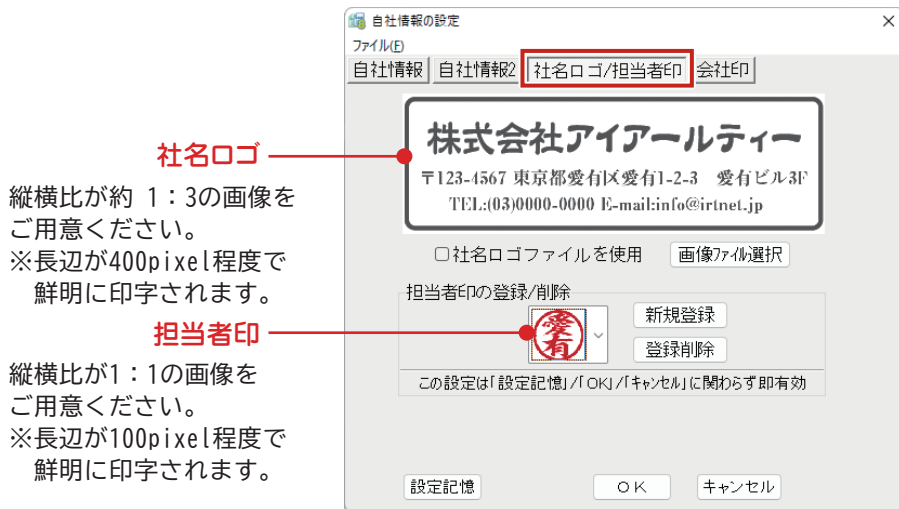 自社情報の設定
ファイル(F)
自社情報 自社情報2 社名ロゴ/担当者印 会社印
社名ロゴ
縦横比が約 1:3の画像を
ご用意ください。
※長辺が400pixel程度で
鮮明に印字されます。
担当者印
縦横比が1:1の画像を
ご用意ください。
※長辺が100pixel程度で
鮮明に印字されます。
株式会社アイアールティー
〒123-4567 東京都愛有区愛有1-2-3 愛有ビル3F
TEL:(03)0000-0000 E-mail:info@irtnet.jp
社名ロゴファイルを使用 画像ファイル選択
担当者印の登録/削除
愛有
新規登録
登録削除
この設定は「設定記憶」/「OK」/「キャンセル」に関わらず即有効
設定記憶 OK キャンセル